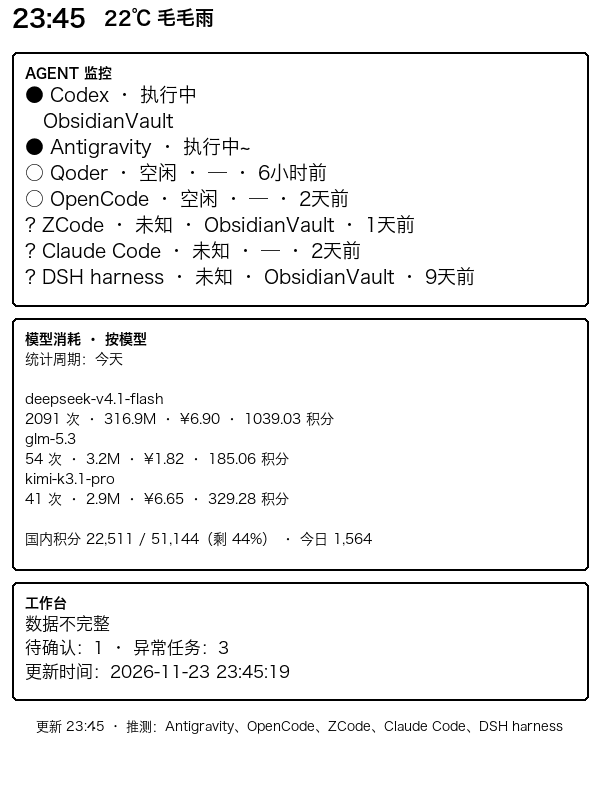 23:45 22°C 毛毛雨
AGENT 监控
● Codex · 执行中
ObsidianVault
● Antigravity · 执行中~
○ Qoder · 空闲 · — · 6小时前
○ OpenCode · 空闲 · — · 2天前
? ZCode · 未知 · ObsidianVault · 1天前
? Claude Code · 未知 · — · 2天前
? DSH harness · 未知 · ObsidianVault · 9天前
模型消耗 · 按模型
统计周期：今天
deepseek-v4.1-flash
2091 次 · 316.9M · ¥6.90 · 1039.03 积分
glm-5.3
54 次 · 3.2M · ¥1.82 · 185.06 积分
kimi-k3.1-pro
41 次 · 2.9M · ¥6.65 · 329.28 积分
国内积分 22,511 / 51,144（剩 44%） · 今日 1,564
工作台
数据不完整
待确认：1 · 异常任务：3
更新时间：2026-11-23 23:45:19
更新 23:45 · 推测：Antigravity、OpenCode、ZCode、Claude Code、DSH harness